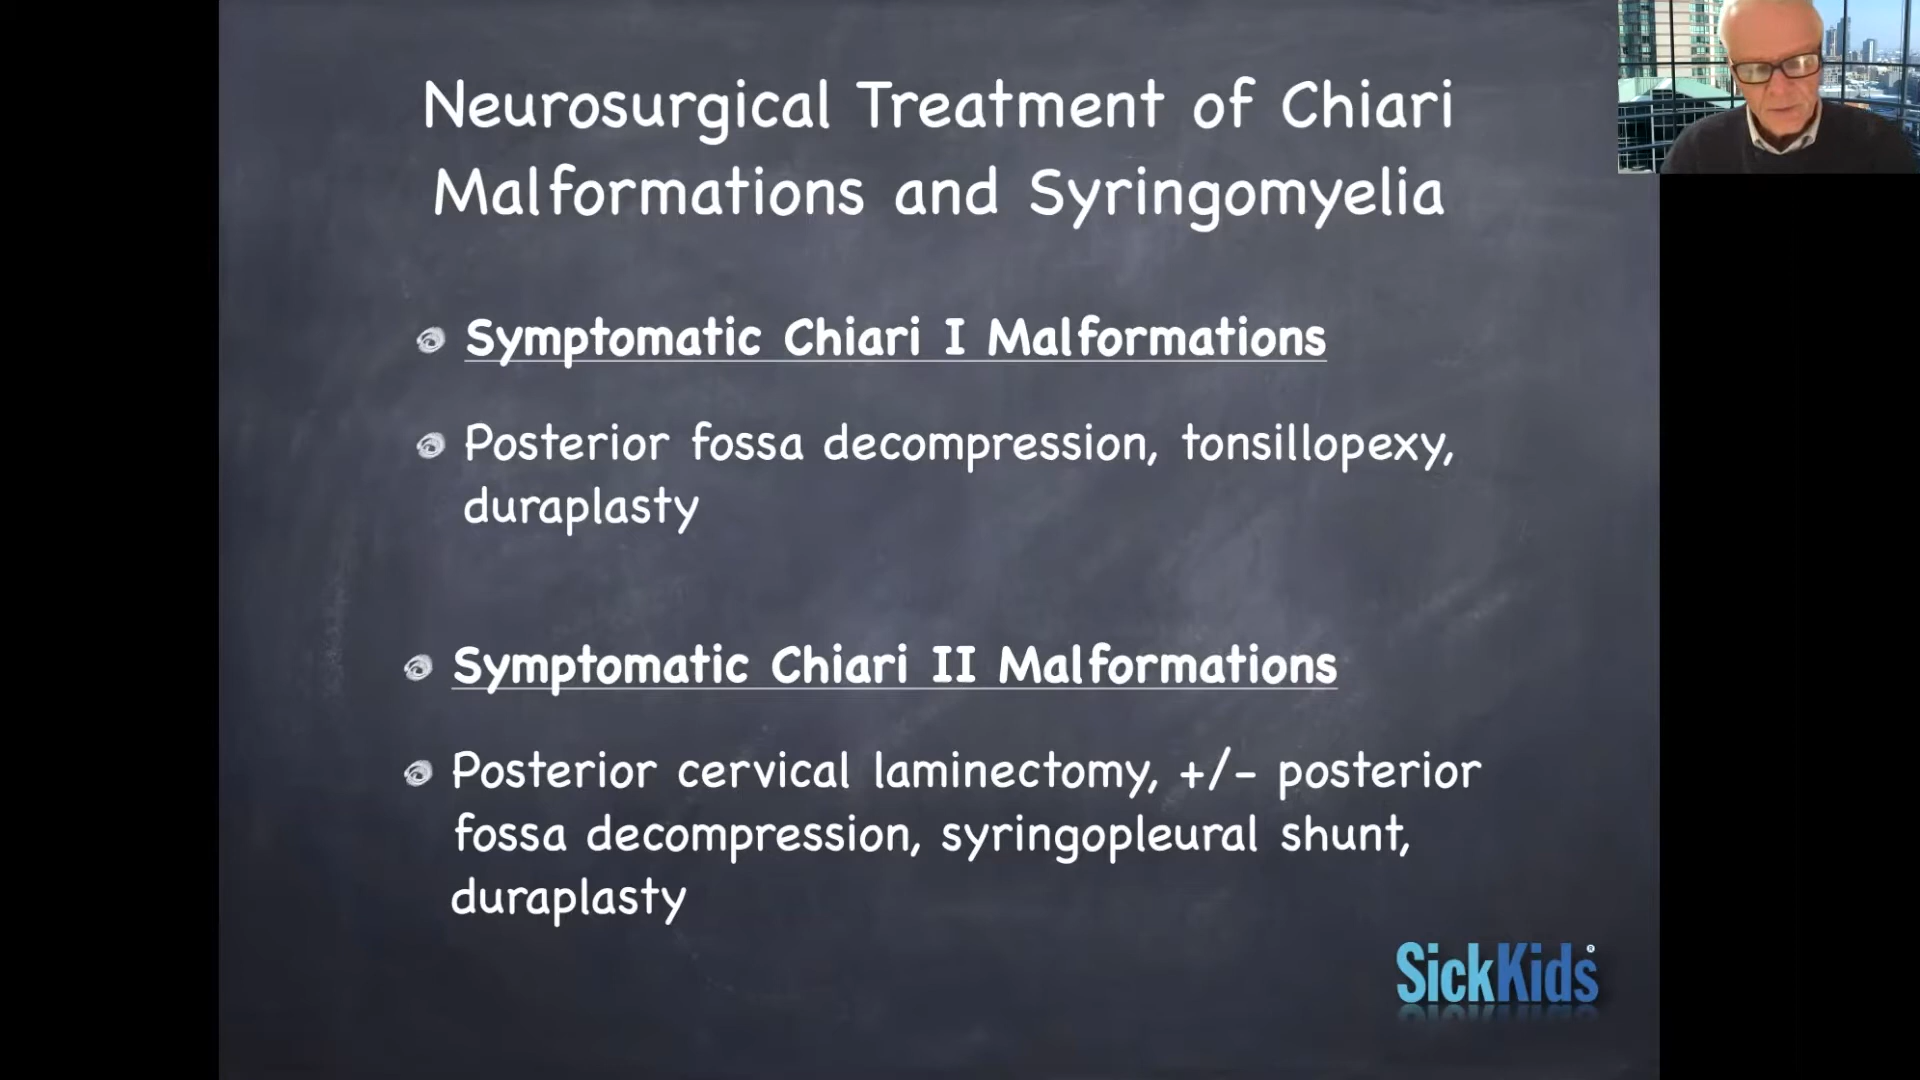 Neurosurgical Treatment of Chiari
Malformations and Syringomyelia
Symptomatic Chiari I Malformations
Posterior fossa decompression, tonsillopexy,
duraplasty
Symptomatic Chiari II Malformations
Posterior cervical laminectomy, +/- posterior
fossa decompression, syringopleural shunt,
duraplasty
SickKids®